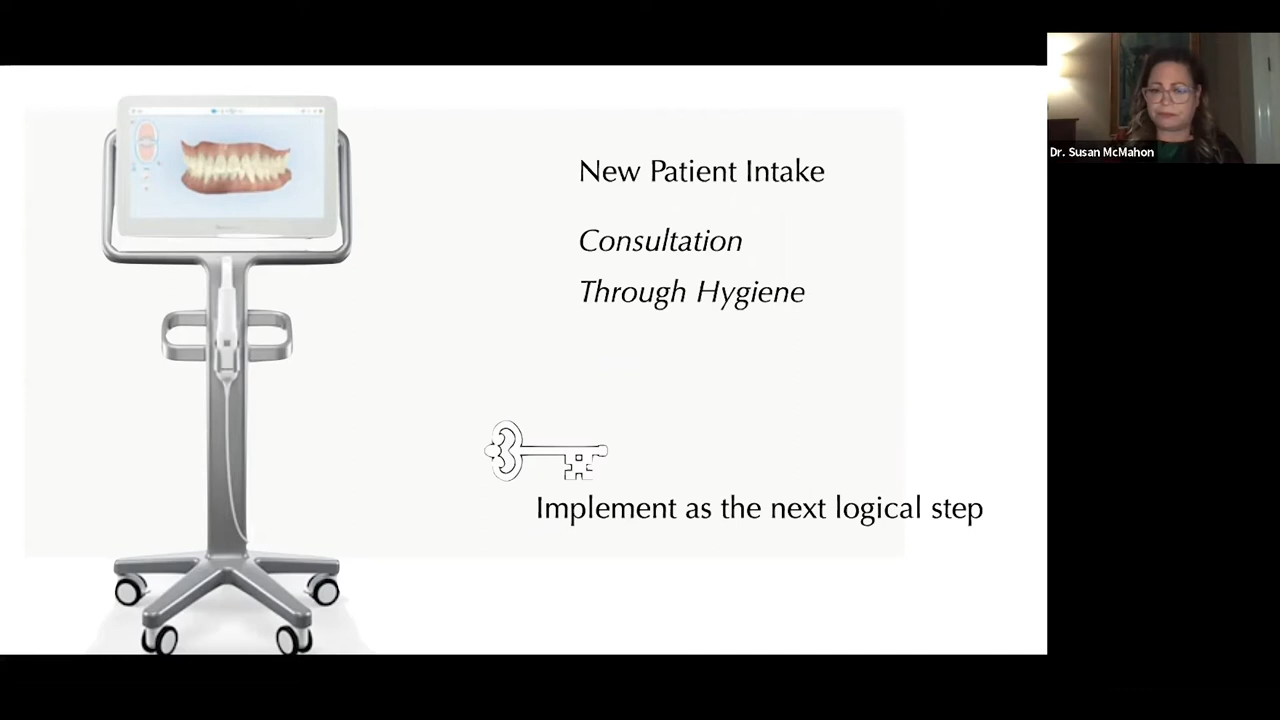 New Patient Intake
Consultation
Through Hygiene
Implement as the next logical step
Dr. Susan McMahon